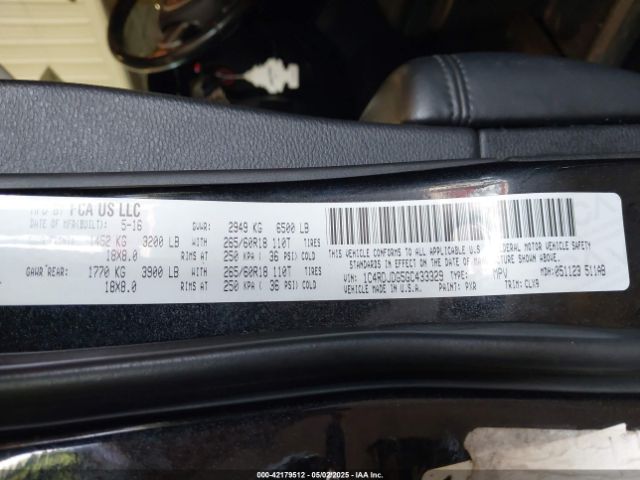 MFD BY FCA US LLC
DATE OF MFR(BUILT): 5-16 GVWR: 2949 KG 6500 LB
1452 KG 3200 LB WITH 265/60R18 110T TIRES
18X8.0 RIMS AT 250 KPA ( 36 PSI) COLD
GAWR REAR: 1770 KG 3900 LB WITH 265/60R18 110T TIRES
18X8.0 RIMS AT 250 KPA ( 36 PSI) COLD
THIS VEHICLE CONFORMS TO ALL APPLICABLE FEDERAL MOTOR VEHICLE SAFETY
STANDARDS IN EFFECT ON THE DATE OF MANUFACTURE SHOWN ABOVE.
VIN: TYPE: MPV MDH: 051123 511AB
VEHICLE MADE IN U.S.A. PAINT: PXR TRIM: CLX9
000-42179512 - 05/02/2025 - IAA, Inc.